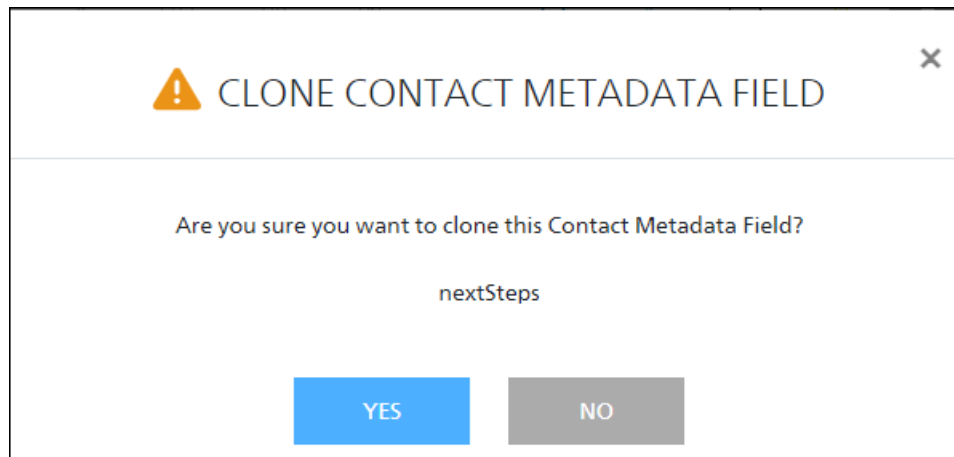 CLONE CONTACT METADATA FIELD
Are you sure you want to clone this Contact Metadata Field?
nextSteps
YES
NO